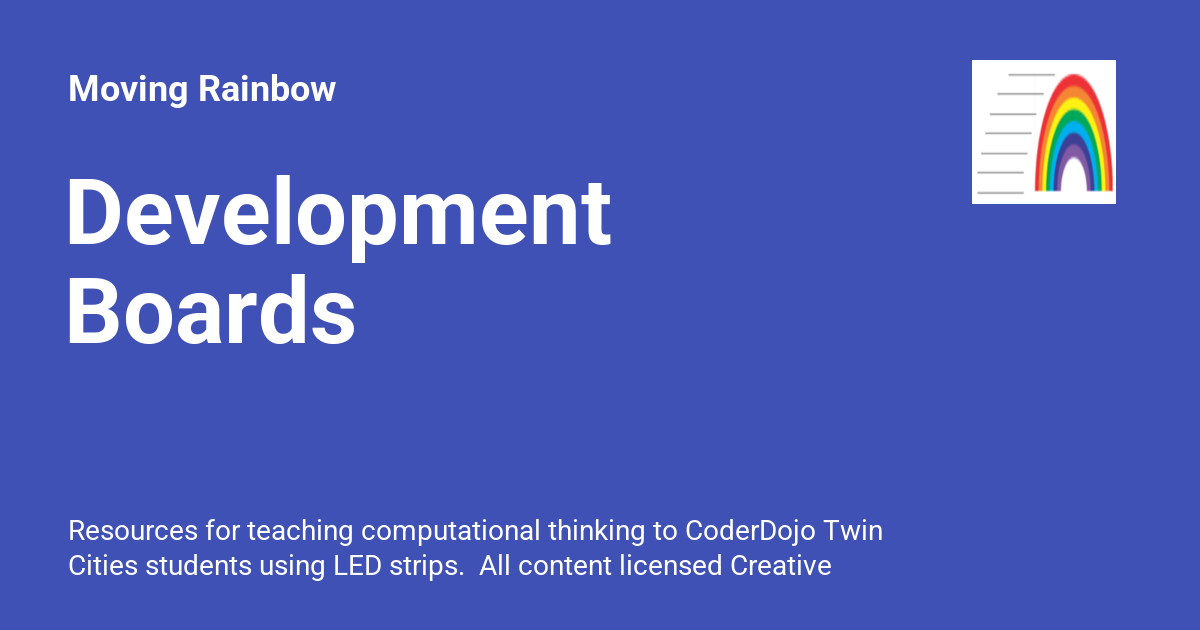 Moving Rainbow
Development
Boards
Resources for teaching computational thinking to CoderDojo Twin
Cities students using LED strips.  All content licensed Creative